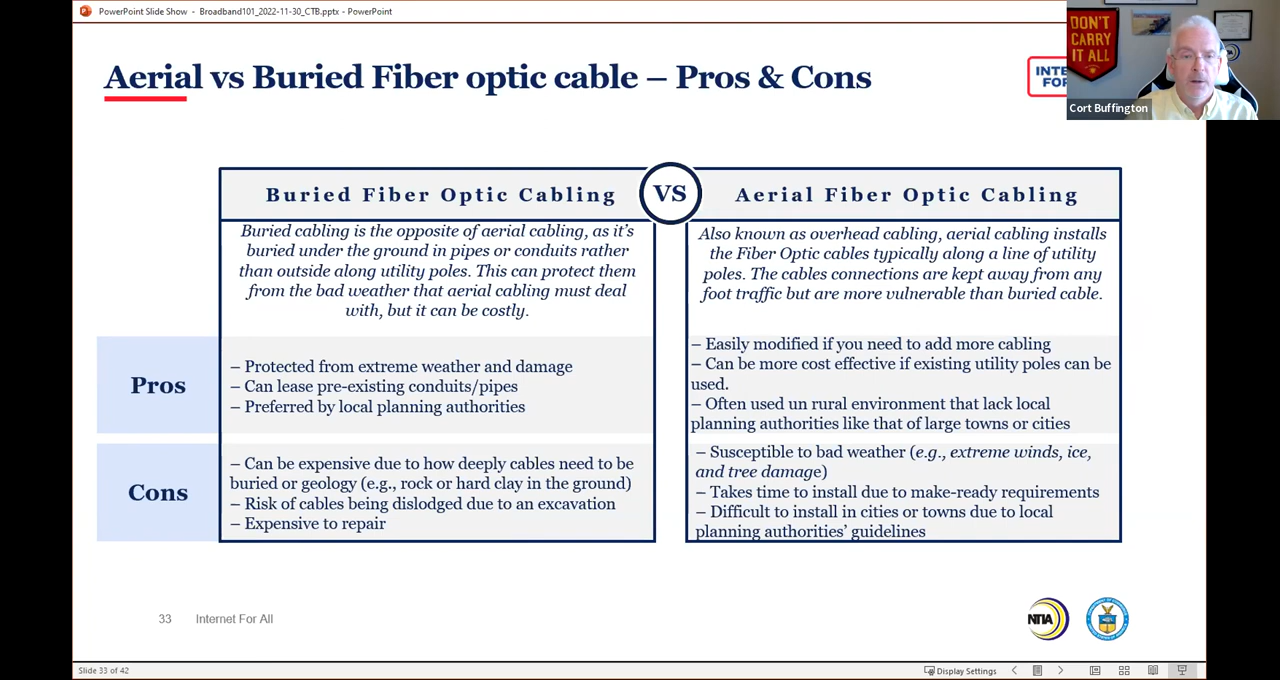 PowerPoint Slide Show - Broadband101_2022-11-30_CTB.pptx - PowerPoint
Aerial vs Buried Fiber optic cable – Pros & Cons
INTE
FOR
DON'T
CARRY
IT ALL
Cort Buffington
Buried Fiber Optic Cabling
VS
Aerial Fiber Optic Cabling
Buried cabling is the opposite of aerial cabling, as it's
buried under the ground in pipes or conduits rather
than outside along utility poles. This can protect them
from the bad weather that aerial cabling must deal
with, but it can be costly.
Also known as overhead cabling, aerial cabling installs
the Fiber Optic cables typically along a line of utility
poles. The cables connections are kept away from any
foot traffic but are more vulnerable than buried cable.
Pros
– Protected from extreme weather and damage
– Can lease pre-existing conduits/pipes
– Preferred by local planning authorities
– Easily modified if you need to add more cabling
– Can be more cost effective if existing utility poles can be
used.
– Often used un rural environment that lack local
planning authorities like that of large towns or cities
Cons
– Can be expensive due to how deeply cables need to be
buried or geology (e.g., rock or hard clay in the ground)
– Risk of cables being dislodged due to an excavation
– Expensive to repair
– Susceptible to bad weather (e.g., extreme winds, ice,
and tree damage)
– Takes time to install due to make-ready requirements
– Difficult to install in cities or towns due to local
planning authorities' guidelines
33
Internet For All
NTIA
Slide 33 of 42
Display Settings